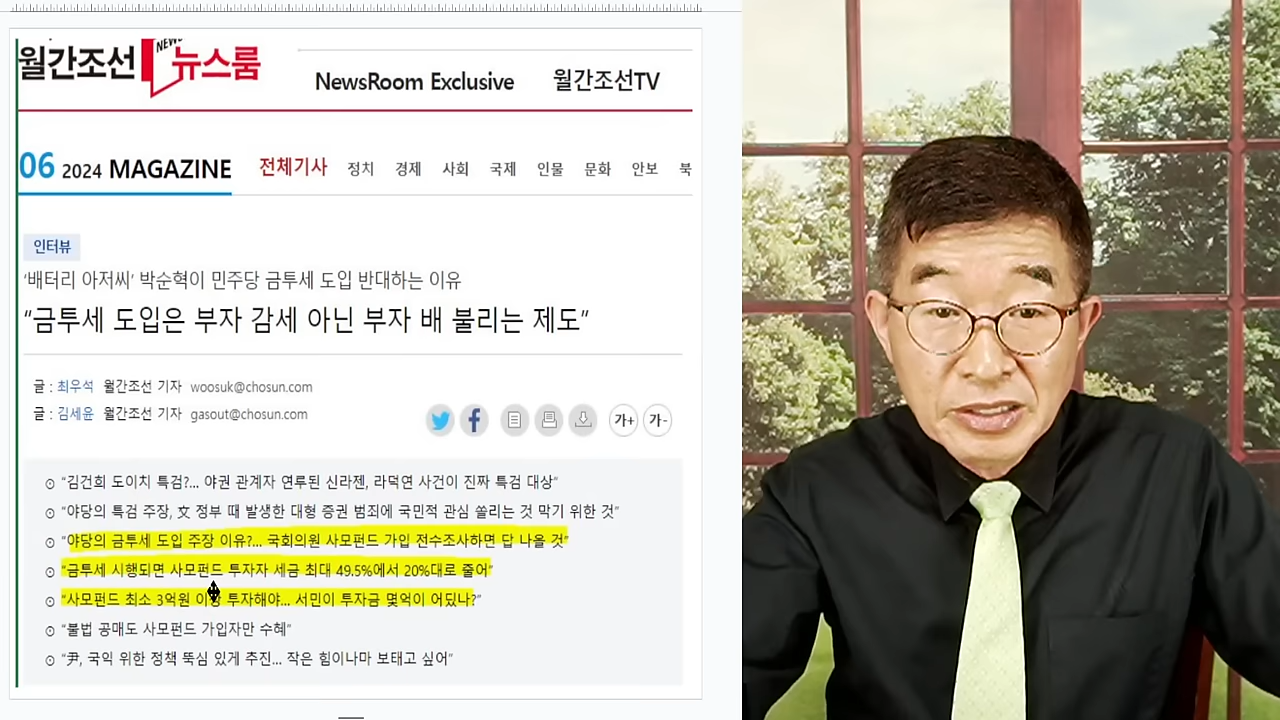 월간조선 NEWS 뉴스룸
NewsRoom Exclusive 월간조선TV
06 2024 MAGAZINE 전체기사 정치 경제 사회 국제 인물 문화 안보 북
인터뷰
‘배터리 아저씨’ 박순혁이 민주당 금투세 도입 반대하는 이유
“금투세 도입은 부자 감세 아닌 부자 배 불리는 제도”
글 : 최우석 월간조선 기자 woosuk@chosun.com
글 : 김세윤 월간조선 기자 gasout@chosun.com
가+ 가-
⊙ “김건희 도이치 특검?... 야권 관계자 연루된 신라젠, 라덕연 사건이 진짜 특검 대상”
⊙ “야당의 특검 주장, 文 정부 때 발생한 대형 증권 범죄에 국민적 관심 쏠리는 것 막기 위한 것”
⊙ “야당의 금투세 도입 주장 이유?... 국회의원 사모펀드 가입 전수조사하면 답 나올 것”
⊙ “금투세 시행되면 사모펀드 투자자 세금 최대 49.5%에서 20%대로 줄어”
⊙ “사모펀드 최소 3억원 이상 투자해야... 서민이 투자금 몇억이 어딨나?”
⊙ “불법 공매도 사모펀드 가입자만 수혜”
⊙ “尹, 국익 위한 정책 뚝심 있게 추진... 작은 힘이나마 보태고 싶어”